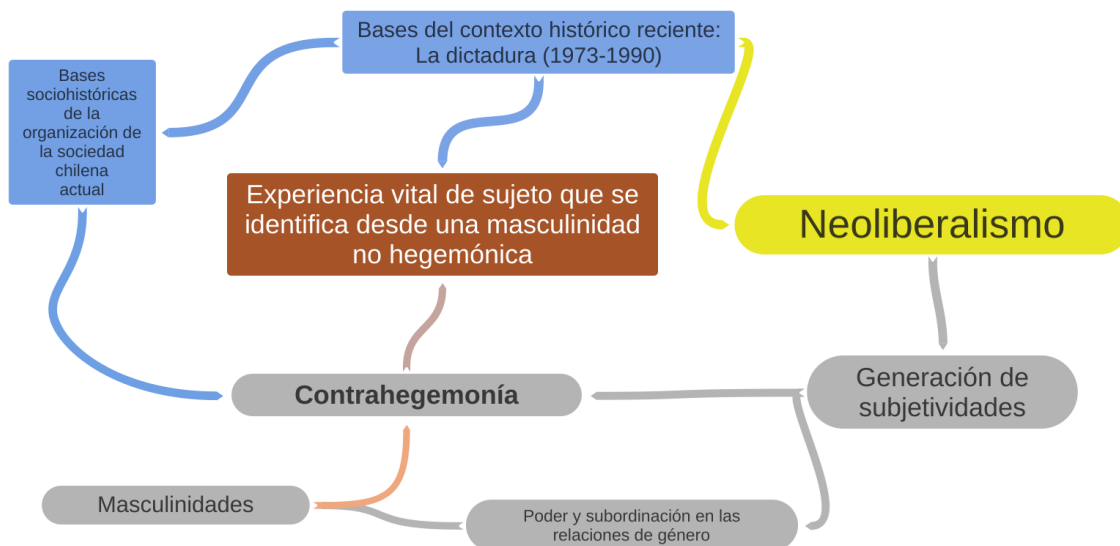 Bases del contexto histórico reciente:
La dictadura (1973-1990)
Bases
sociohistóricas
de la
organización de
la sociedad
chilena
actual
Experiencia vital de sujeto que se
identifica desde una masculinidad
no hegemónica
Neoliberalismo
Generación de
subjetividades
Contrahegemonía
Masculinidades
Poder y subordinación en las
relaciones de género